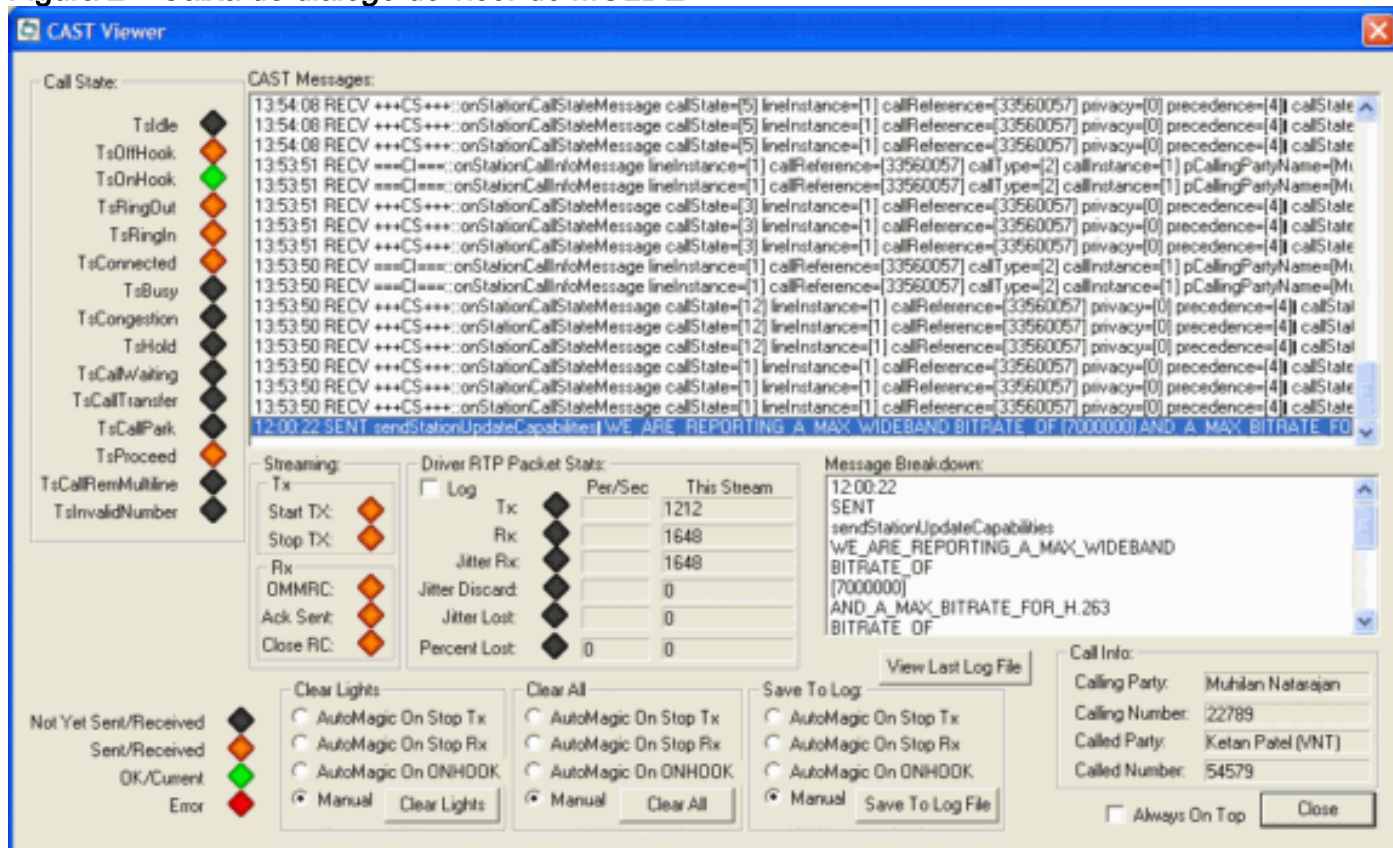 CAST Viewer
Call State:
TsIdle
TsOffHook
TsOnHook
TsRingOut
TsRingIn
TsConnected
TsBusy
TsCongestion
TsHold
TsCallWaiting
TsCallTransfer
TsCallPark
TsProceed
TsCallRemMultiline
TsInvalidNumber
CAST Messages:
13:54:08 RECV +++CS+++::onStationCallStateMessage callState=[5] lineInstance=[1] callReference=[33560057] privacy=[0] precedence=[4]| callState
13:54:08 RECV +++CS+++::onStationCallStateMessage callState=[5] lineInstance=[1] callReference=[33560057] privacy=[0] precedence=[4]| callState
13:54:08 RECV +++CS+++::onStationCallStateMessage callState=[5] lineInstance=[1] callReference=[33560057] privacy=[0] precedence=[4]| callState
13:53:51 RECV ===CI===::onStationCallInfoMessage lineInstance=[1] callReference=[33560057] callType=[2] callInstance=[1] pCallingPartyName=[Mu
13:53:51 RECV ===CI===::onStationCallInfoMessage lineInstance=[1] callReference=[33560057] callType=[2] callInstance=[1] pCallingPartyName=[Mu
13:53:51 RECV +++CS+++::onStationCallStateMessage callState=[3] lineInstance=[1] callReference=[33560057] privacy=[0] precedence=[4]| callState
13:53:51 RECV +++CS+++::onStationCallStateMessage callState=[3] lineInstance=[1] callReference=[33560057] privacy=[0] precedence=[4]| callState
13:53:51 RECV +++CS+++::onStationCallStateMessage callState=[3] lineInstance=[1] callReference=[33560057] privacy=[0] precedence=[4]| callState
13:53:50 RECV ===CI===::onStationCallInfoMessage lineInstance=[1] callReference=[33560057] callType=[2] callInstance=[1] pCallingPartyName=[Mu
13:53:50 RECV ===CI===::onStationCallInfoMessage lineInstance=[1] callReference=[33560057] callType=[2] callInstance=[1] pCallingPartyName=[Mu
13:53:50 RECV +++CS+++::onStationCallStateMessage callState=[12] lineInstance=[1] callReference=[33560057] privacy=[0] precedence=[4]| callStat
13:53:50 RECV +++CS+++::onStationCallStateMessage callState=[12] lineInstance=[1] callReference=[33560057] privacy=[0] precedence=[4]| callStat
13:53:50 RECV +++CS+++::onStationCallStateMessage callState=[12] lineInstance=[1] callReference=[33560057] privacy=[0] precedence=[4]| callStat
13:53:50 RECV +++CS+++::onStationCallStateMessage callState=[1] lineInstance=[1] callReference=[33560057] privacy=[0] precedence=[4]| callState
13:53:50 RECV +++CS+++::onStationCallStateMessage callState=[1] lineInstance=[1] callReference=[33560057] privacy=[0] precedence=[4]| callState
13:53:50 RECV +++CS+++::onStationCallStateMessage callState=[1] lineInstance=[1] callReference=[33560057] privacy=[0] precedence=[4]| callState
12:00:22 SENT sendStationUpdateCapabilities| WE_ARE_REPORTING_A_MAX_WIDEBAND BITRATE_OF [7000000] AND_A_MAX_BITRATE_FO
Streaming:
Tx
Start TX:
Stop TX:
Rx
OMMRC:
Ack Sent:
Close RC:
Driver RTP Packet Stats:
Log Per/Sec This Stream
Tx: 1212
Rx: 1648
Jitter Rx: 1648
Jitter Discard: 0
Jitter Lost: 0
Percent Lost: 0 0
Message Breakdown:
12:00:22
SENT
sendStationUpdateCapabilities
WE_ARE_REPORTING_A_MAX_WIDEBAND
BITRATE_OF
[7000000]
AND_A_MAX_BITRATE_FOR_H.263
BITRATE_OF
View Last Log File
Call Info:
Calling Party: Muhilan Natarajan
Calling Number: 22789
Called Party: Ketan Patel (VNT)
Called Number: 54579
Not Yet Sent/Received
Sent/Received
OK/Current
Error
Clear Lights
AutoMagic On Stop Tx
AutoMagic On Stop Rx
AutoMagic On ONHOOK
Manual Clear Lights
Clear All
AutoMagic On Stop Tx
AutoMagic On Stop Rx
AutoMagic On ONHOOK
Manual Clear All
Save To Log:
AutoMagic On Stop Tx
AutoMagic On Stop Rx
AutoMagic On ONHOOK
Manual Save To Log File
Always On Top Close